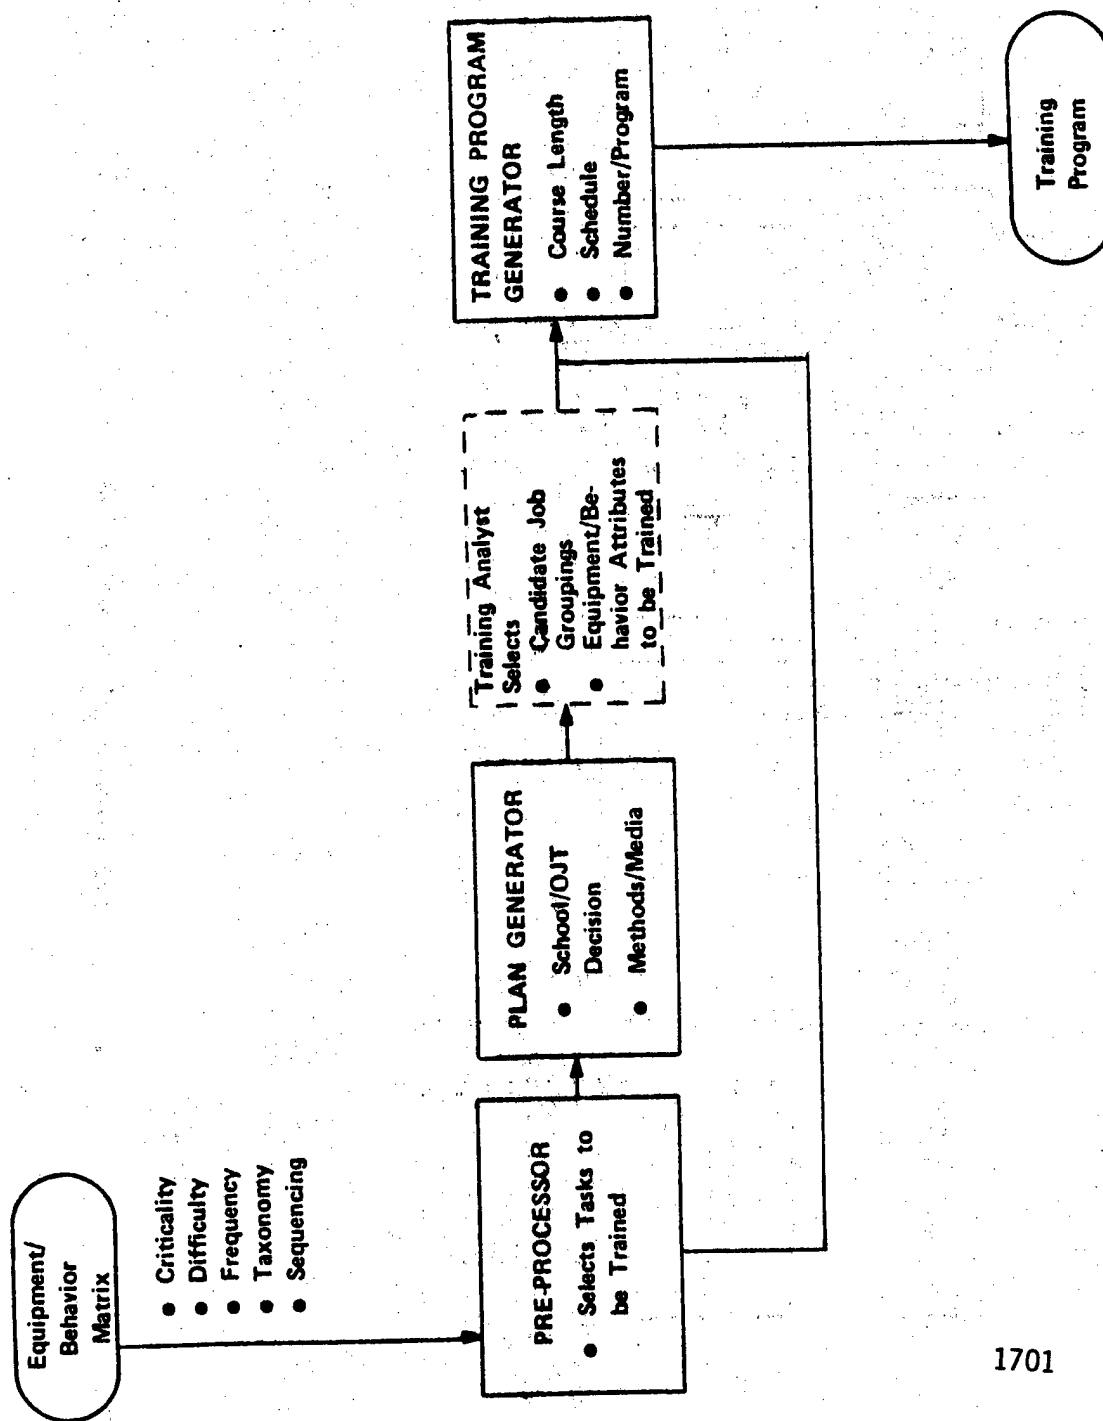 Equipment/
Behavior
Matrix
● Criticality
● Difficulty
● Frequency
● Taxonomy
● Sequencing
PRE-PROCESSOR
● Selects Tasks to
be Trained
PLAN GENERATOR
● School/OJT
Decision
● Methods/Media
Training Analyst
Selects
● Candidate Job
Groupings
● Equipment/Be-
havior Attributes
to be Trained
TRAINING PROGRAM
GENERATOR
● Course Length
● Schedule
● Number/Program
Training
Program
1701